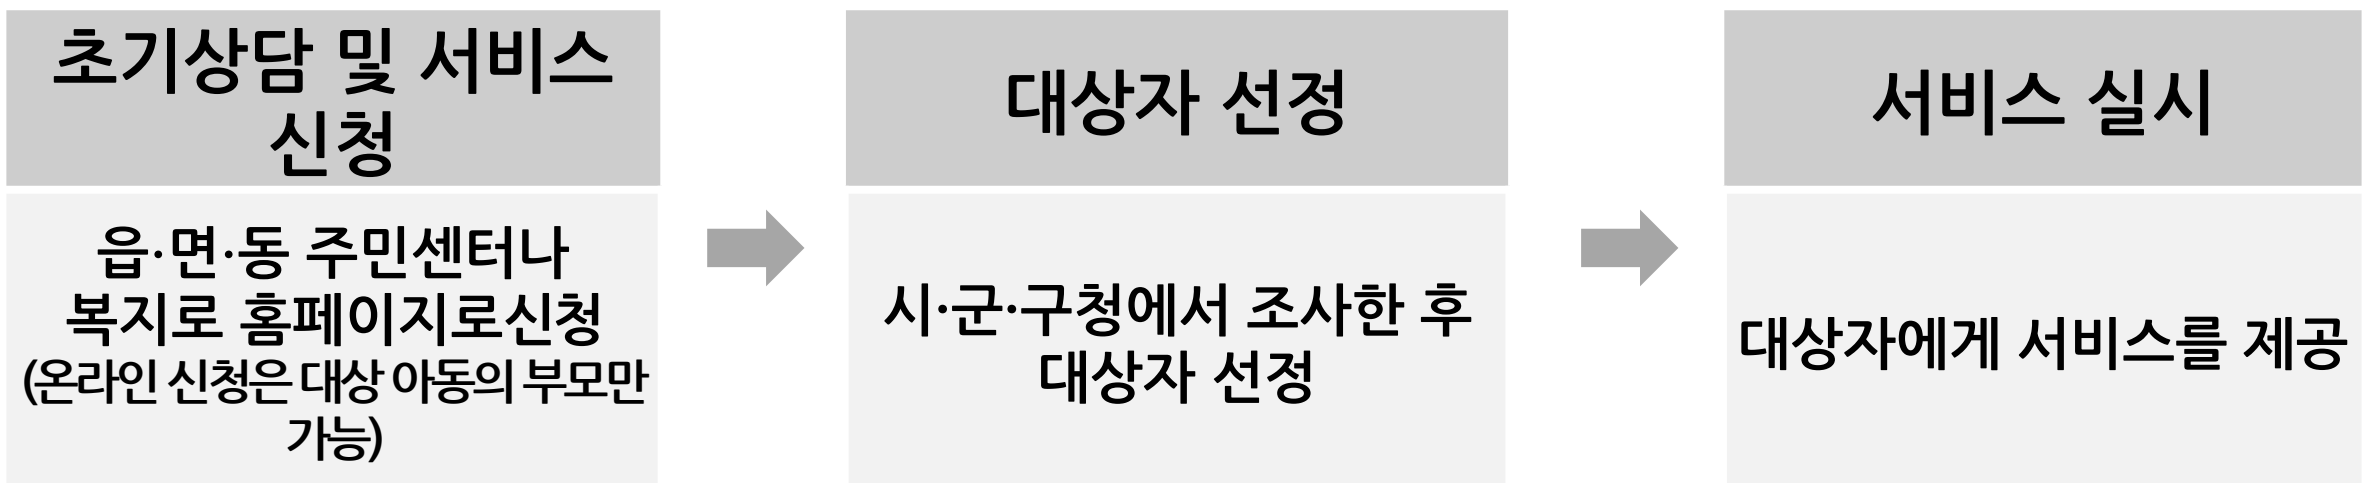 초기상담 및 서비스
신청
읍·면·동 주민센터나
복지로 홈페이지로신청
(온라인 신청은 대상 아동의 부모만
가능)
대상자 선정
시·군·구청에서 조사한 후
대상자 선정
서비스 실시
대상자에게 서비스를 제공